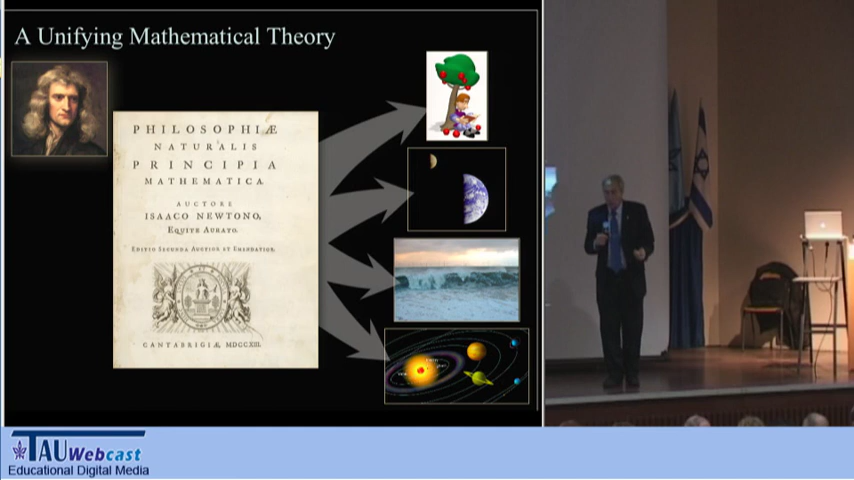 A Unifying Mathematical Theory
PHILOSOPHIÆ
NATURALIS
PRINCIPIA
MATHEMATICA.
AUCTORE
ISAACO NEWTONO,
EQUITE AURATO.
EDITIO SECUNDA AUCTIOR ET EMENDATIOR.
CANTABRIGIÆ, MDCCXIII.
TAU Webcast
Educational Digital Media